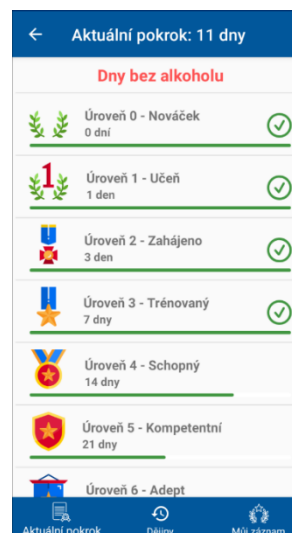 Aktuální pokrok: 11 dny
Dny bez alkoholu
Úroveň 0 - Nováček
0 dní
1
Úroveň 1 - Učeň
1 den
Úroveň 2 - Zahájeno
3 den
Úroveň 3 - Trénovaný
7 dny
Úroveň 4 - Schopný
14 dny
Úroveň 5 - Kompetentní
21 dny
Úroveň 6 - Adept
Aktuální pokrok Dějiny Můj záznam